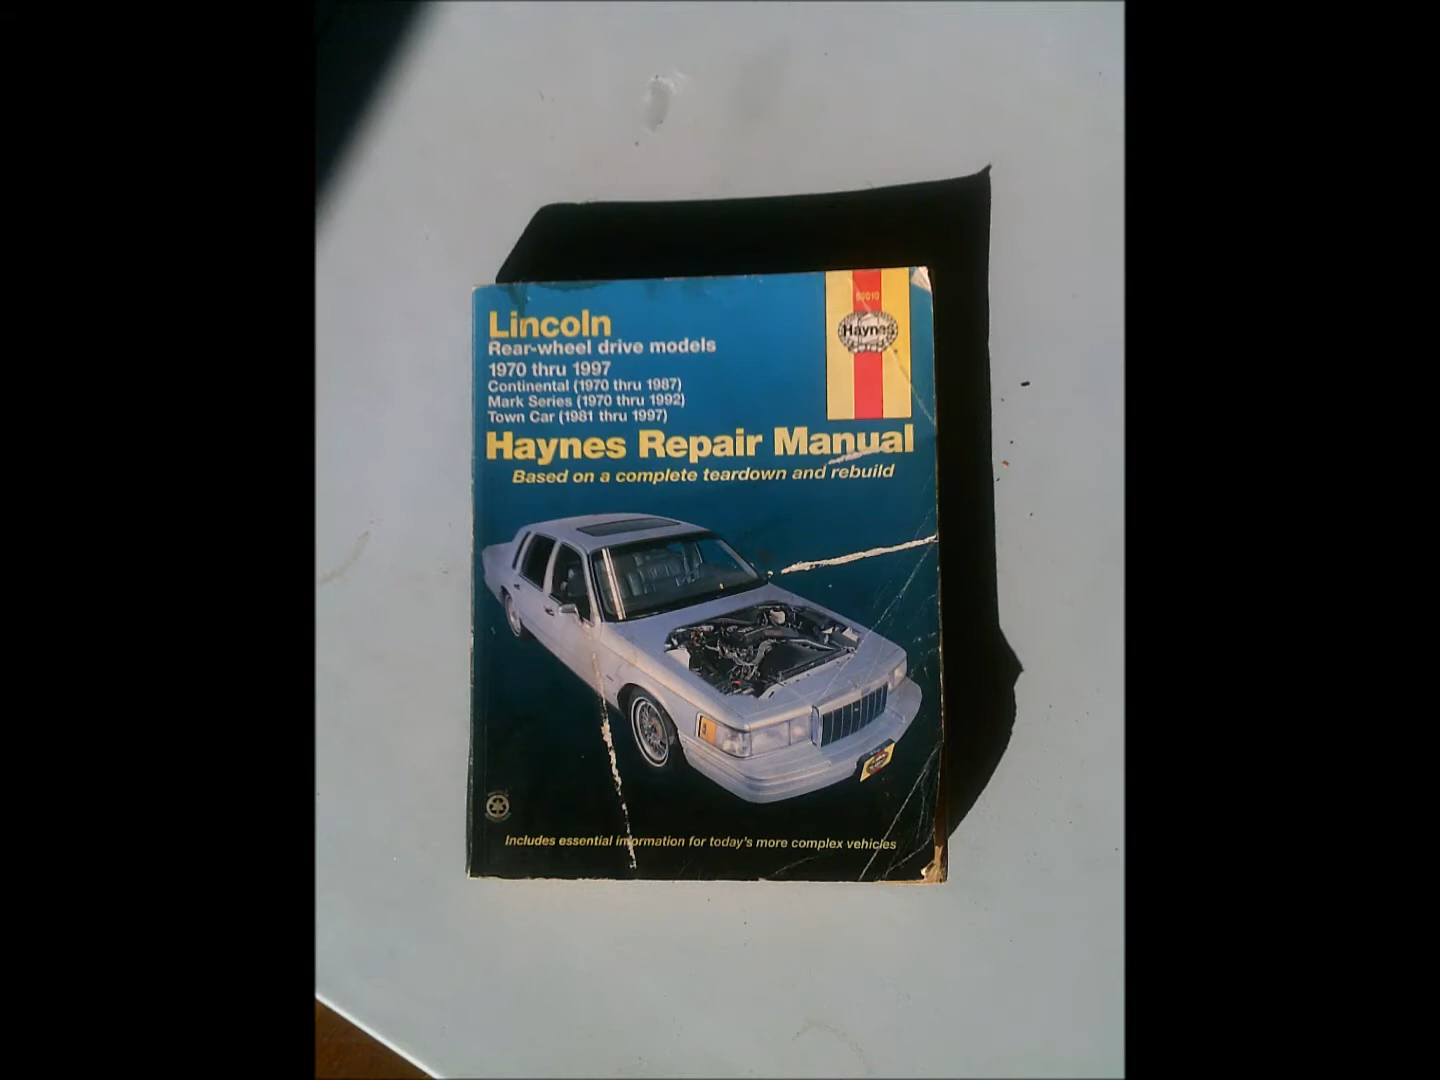 Haynes
Lincoln
Rear-wheel drive models
1970 thru 1997
Continental (1970 thru 1987)
Mark Series (1970 thru 1992)
Town Car (1981 thru 1997)
Haynes Repair Manual
Based on a complete teardown and rebuild
Includes essential information for today's more complex vehicles